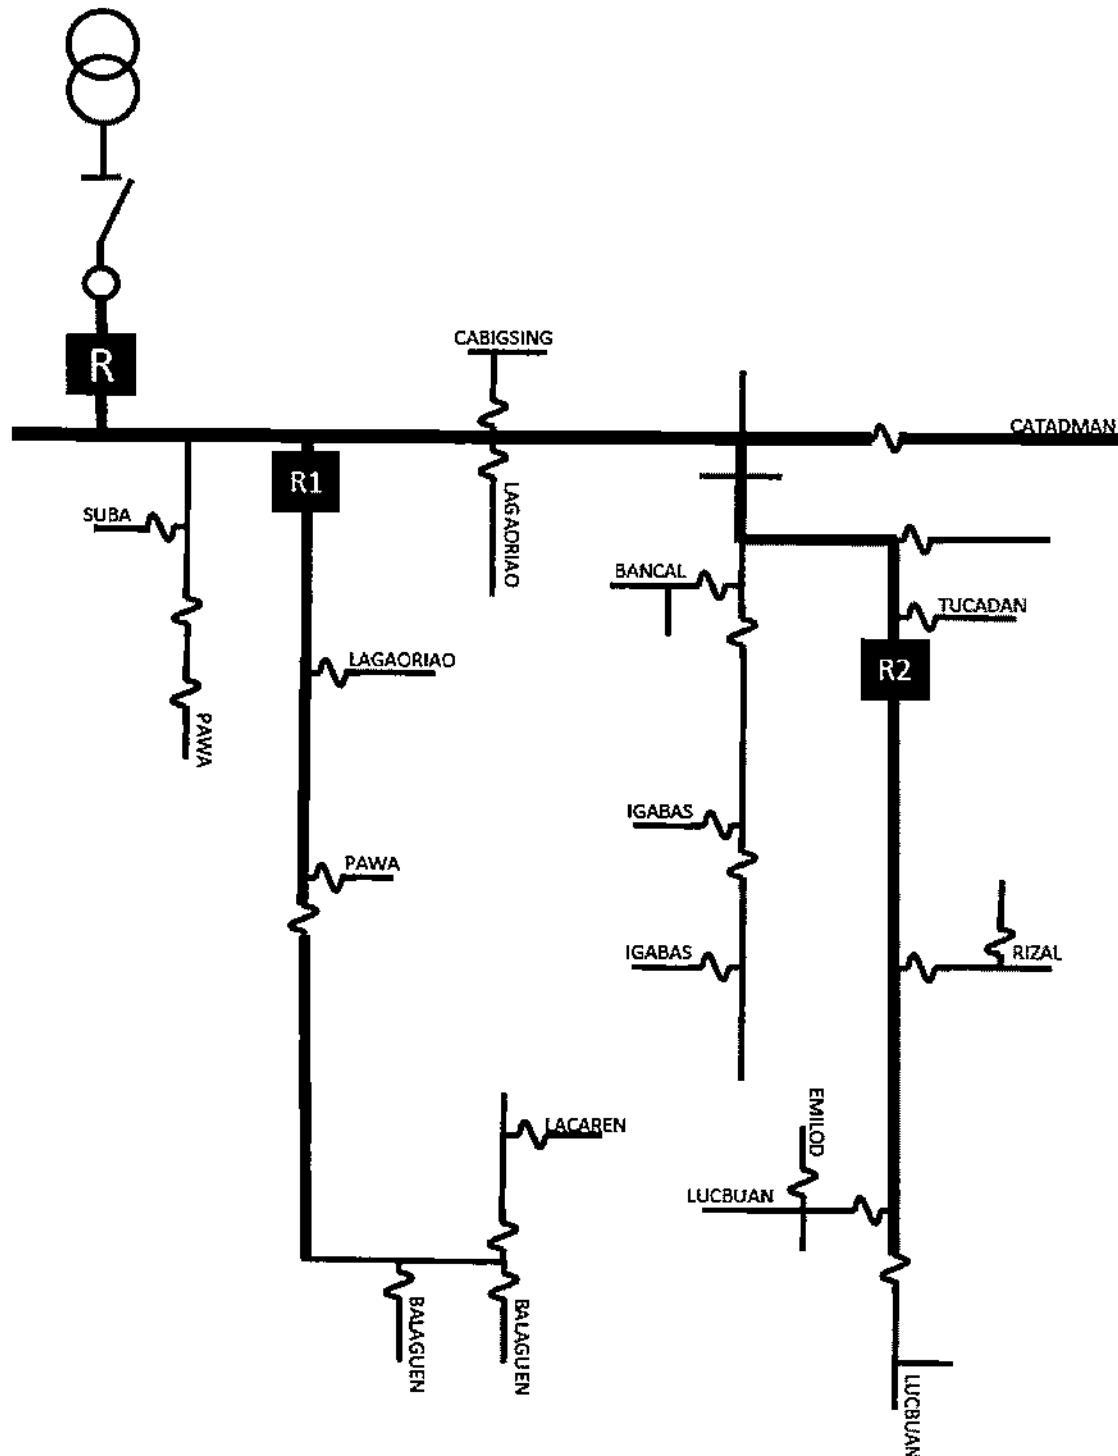 R
CABIGSING
CATADMAN
R1
LAGAORIAO
SUBA
BANCAL
TUCADAN
LAGAORIAO
R2
PAWA
IGABAS
PAWA
IGABAS
RIZAL
EMILOD
LACAREN
LUCBUAN
BALAGUEN
BALAGUEN
LUCBUAN